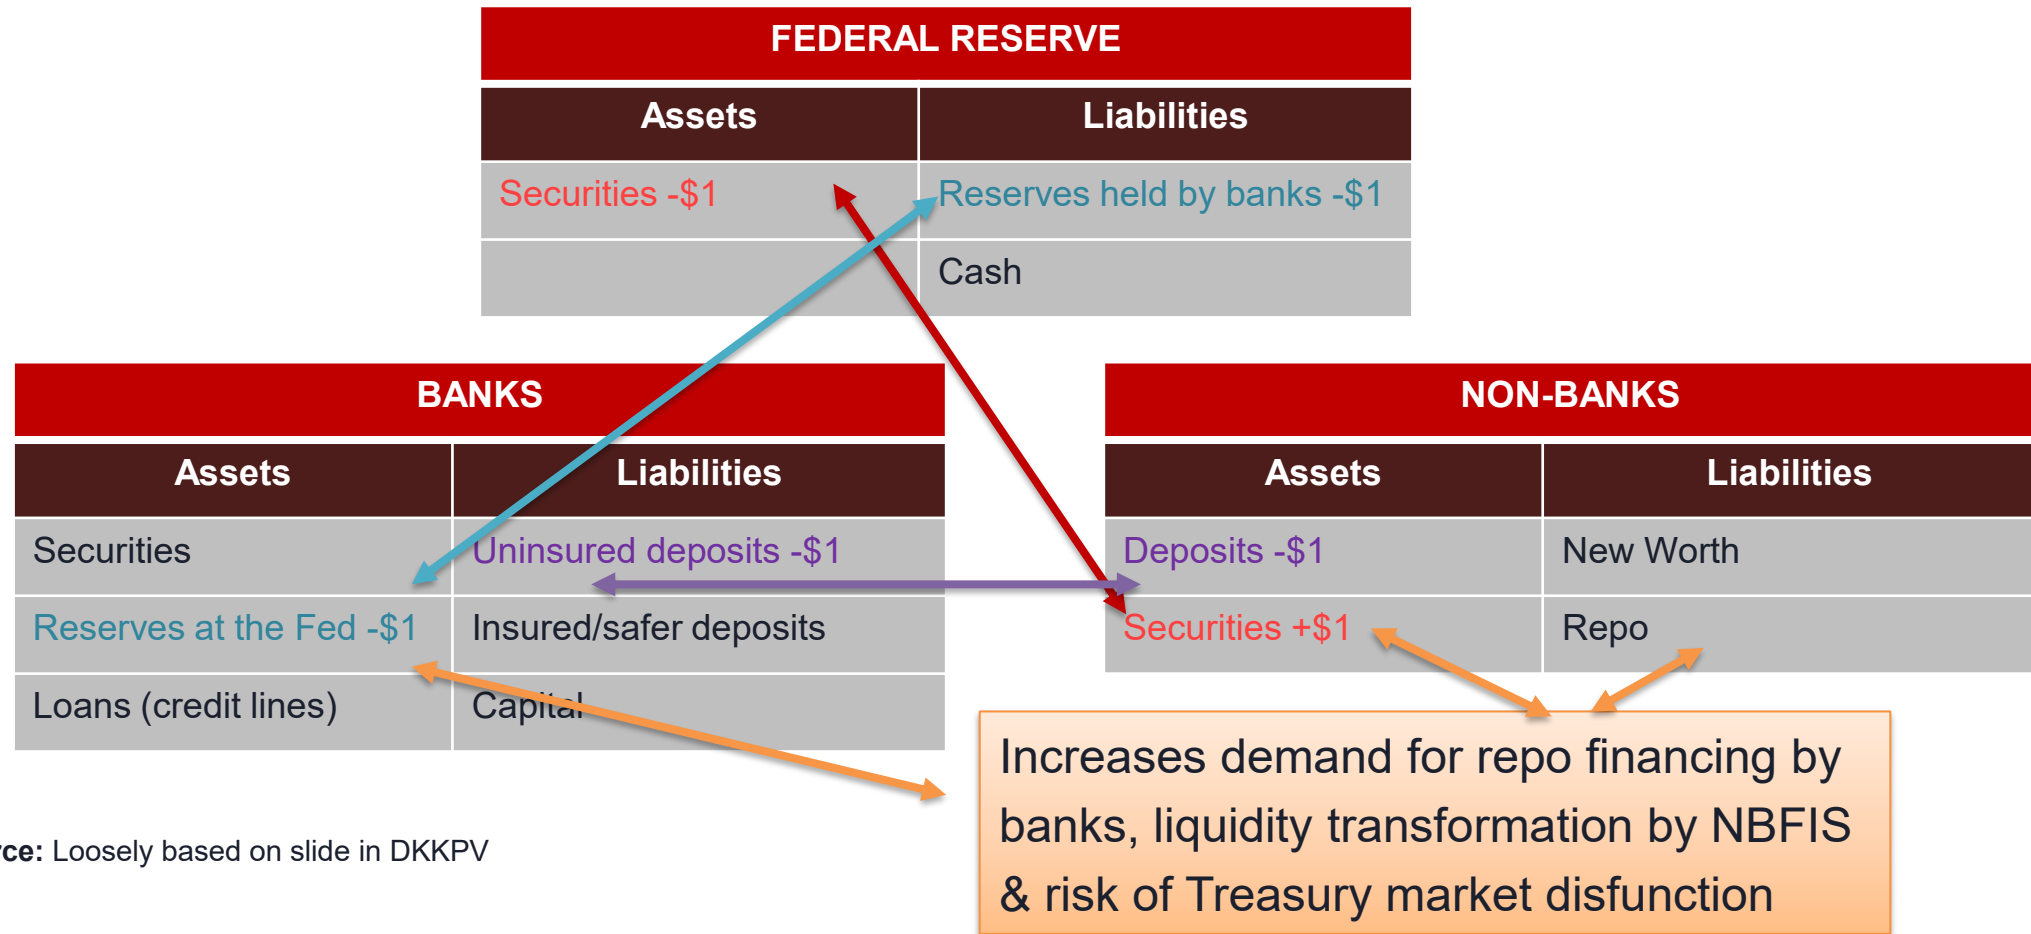 FEDERAL RESERVE
Assets
Liabilities
Securities -$1
Reserves held by banks -$1
Cash
BANKS
Assets
Liabilities
Securities
Uninsured deposits -$1
Reserves at the Fed -$1
Insured/safer deposits
Loans (credit lines)
Capital
NON-BANKS
Assets
Liabilities
Deposits -$1
New Worth
Securities +$1
Repo
Increases demand for repo financing by
banks, liquidity transformation by NBFIS
& risk of Treasury market disfunction
rce: Loosely based on slide in DKKPV